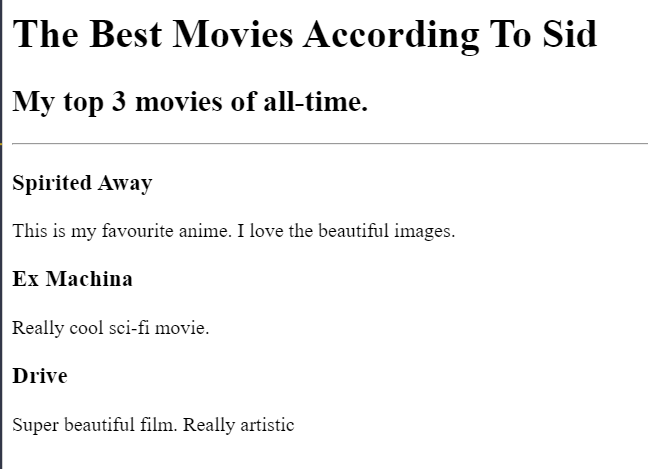 The Best Movies According To Sid
My top 3 movies of all-time.
Spirited Away
This is my favourite anime. I love the beautiful images.
Ex Machina
Really cool sci-fi movie.
Drive
Super beautiful film. Really artistic